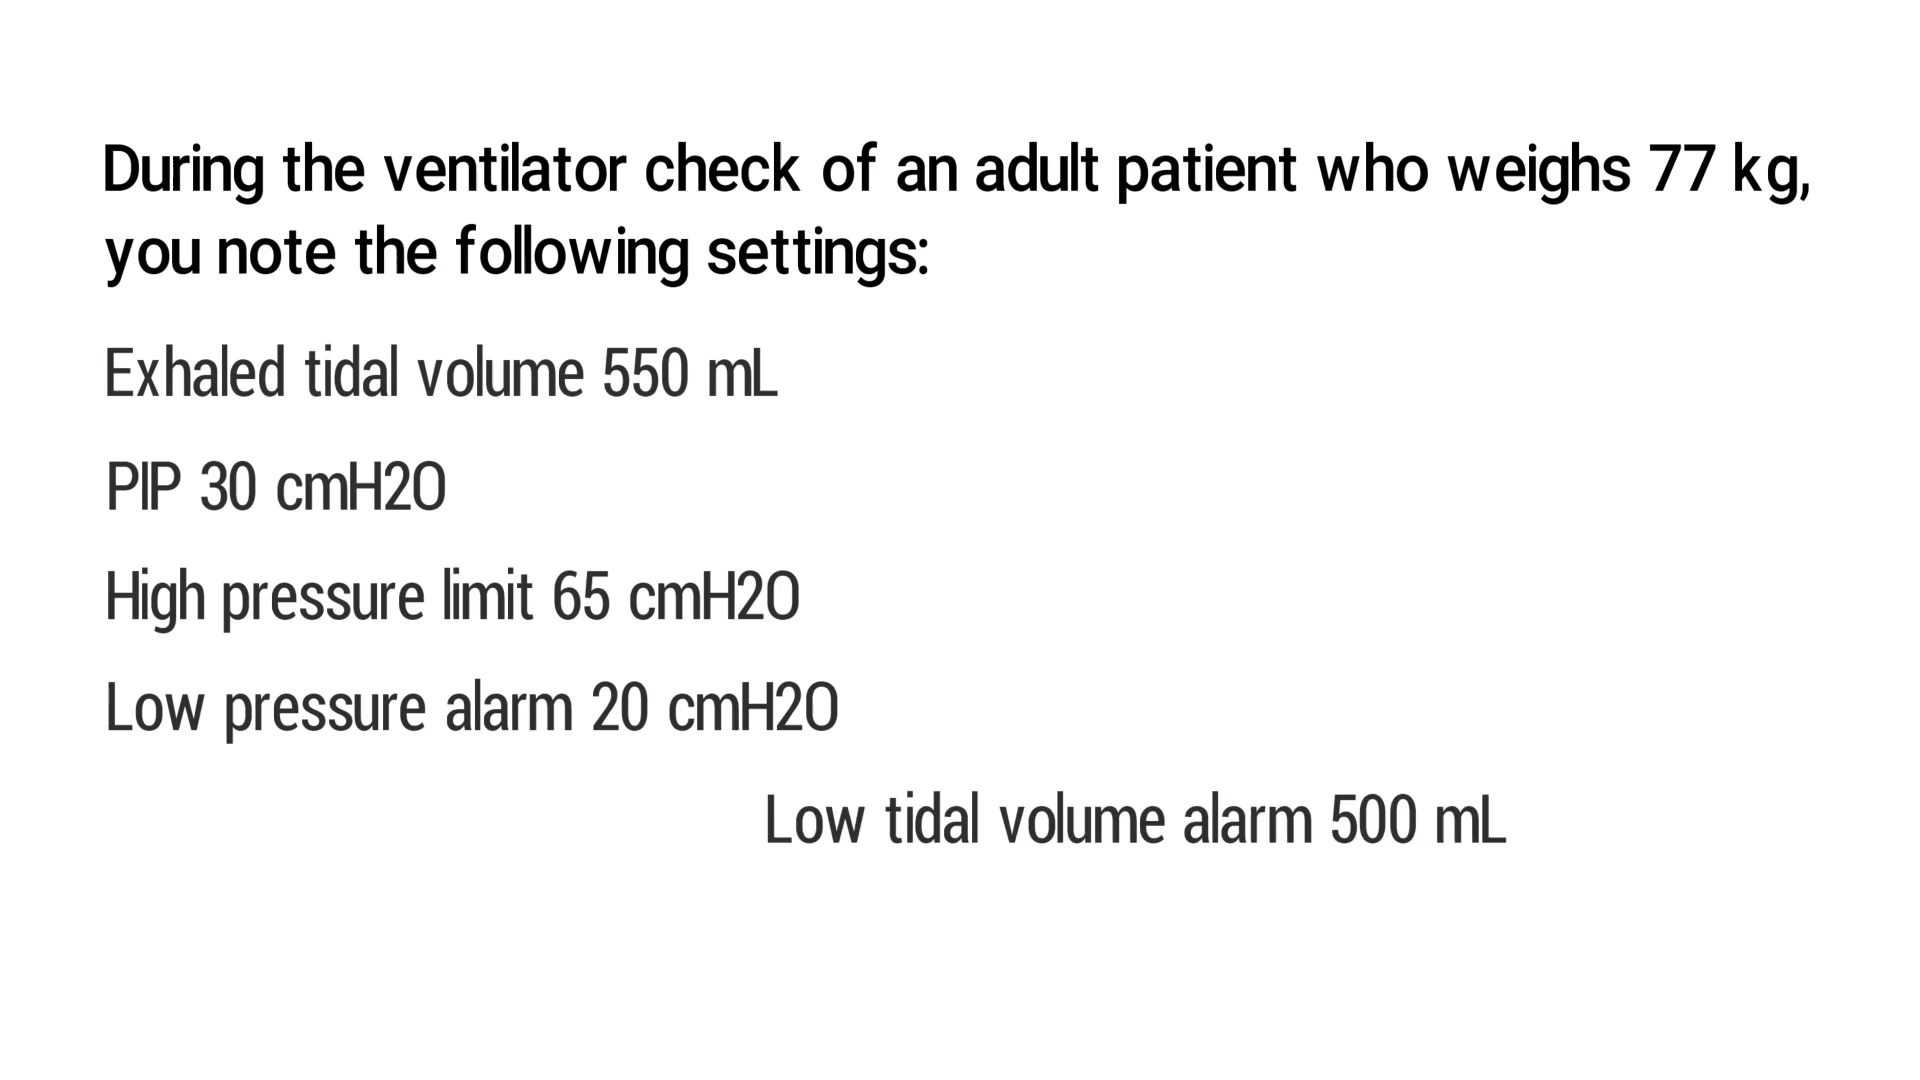 During the ventilator check of an adult patient who weighs 77 kg,
you note the following settings:
Exhaled tidal volume 550 mL
PIP 30 cmH2O
High pressure limit 65 cmH2O
Low pressure alarm 20 cmH2O
Low tidal volume alarm 500 mL